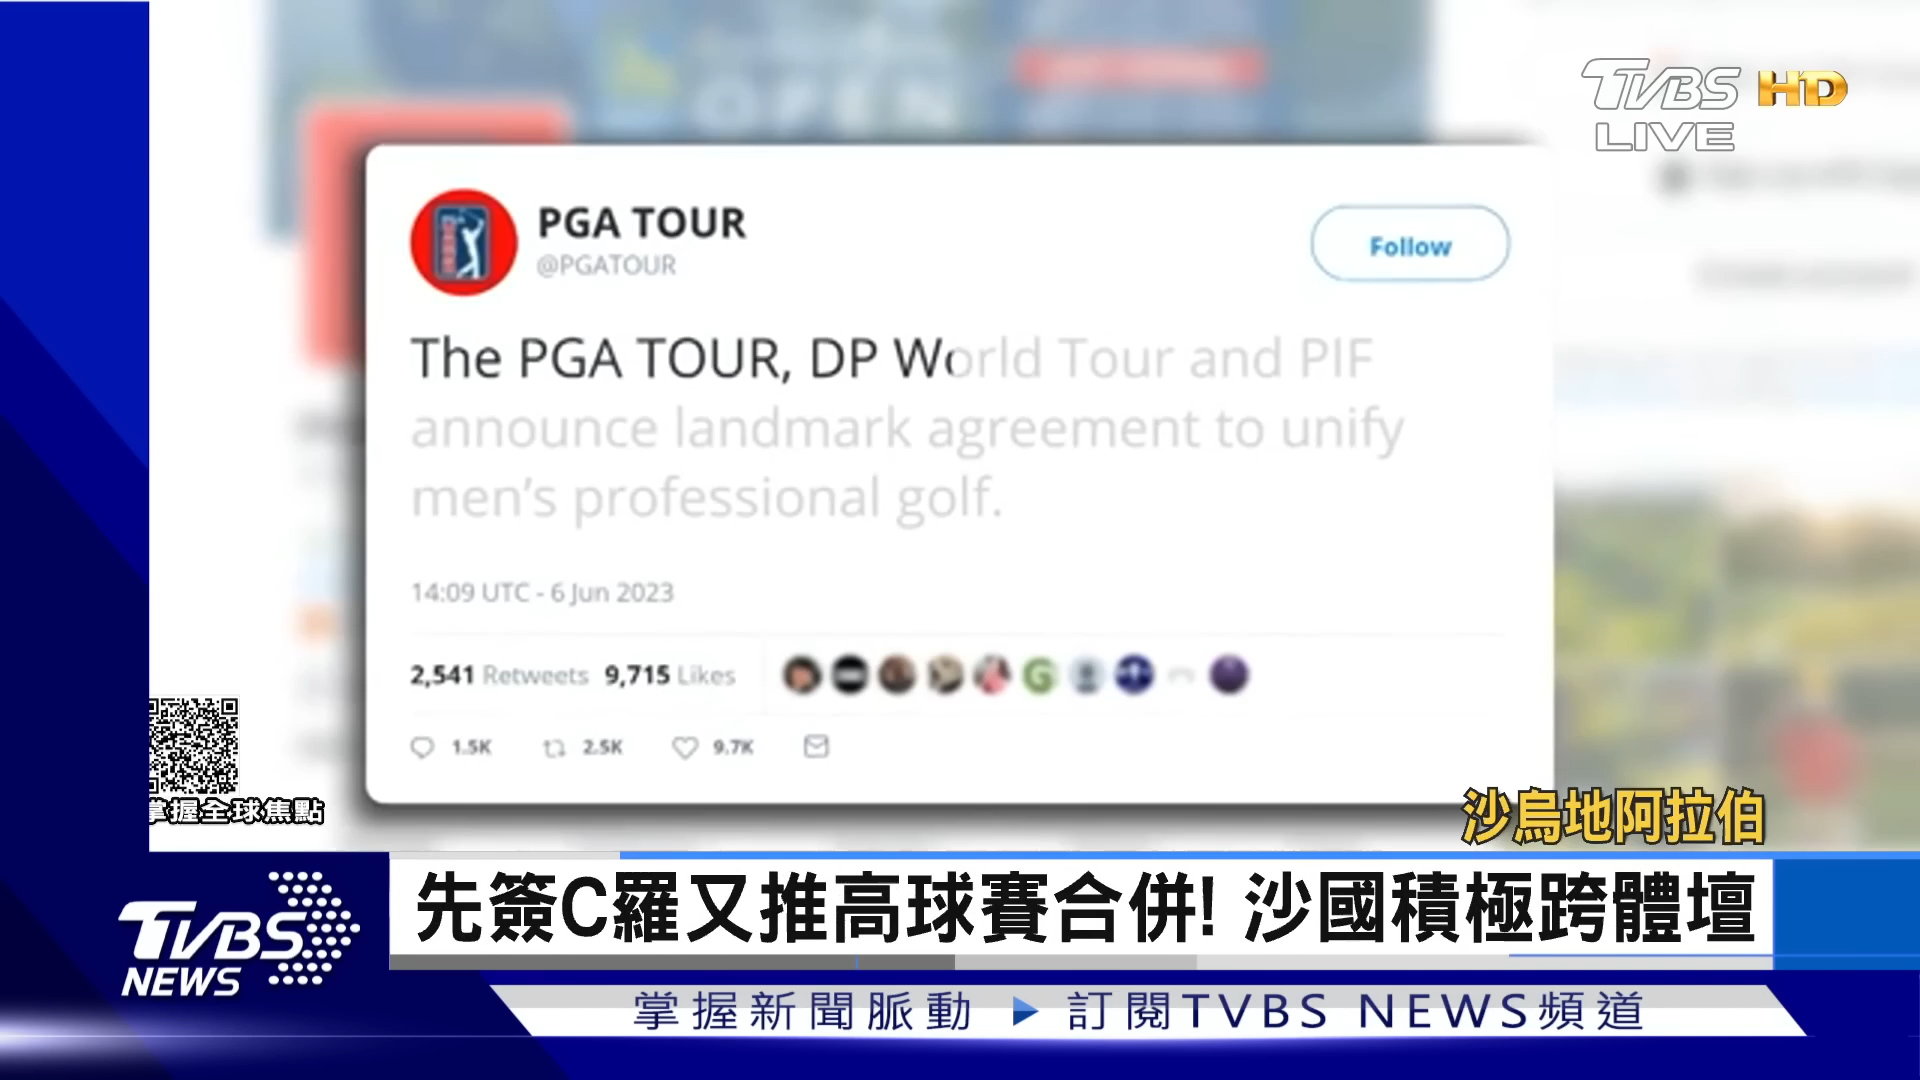 OPEN
TVBS HD
LIVE
PGA TOUR
@PGATOUR
Follow
The PGA TOUR, DP World Tour and PIF
announce landmark agreement to unify
men's professional golf.
14:09 UTC - 6 Jun 2023
2,541 Retweets 9,715 Likes
G
1.5K 2.5K 9.7K
掌握全球焦點
沙烏地阿拉伯
先簽C羅又推高球賽合併! 沙國積極跨體壇
TVBS
NEWS
掌握新聞脈動 ▶ 訂閱TVBS NEWS頻道